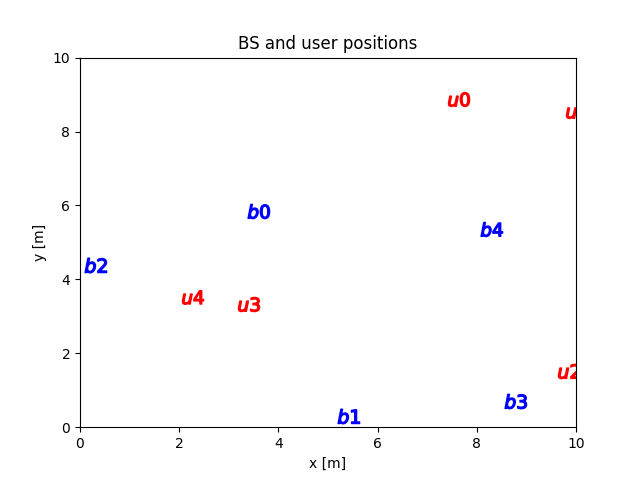 BS and user positions
10
u0
u
8
6
b0
b4
y [m]
b2
4
u4
u3
2
u2
b3
b1
0
0 2 4 6 8 10
x [m]